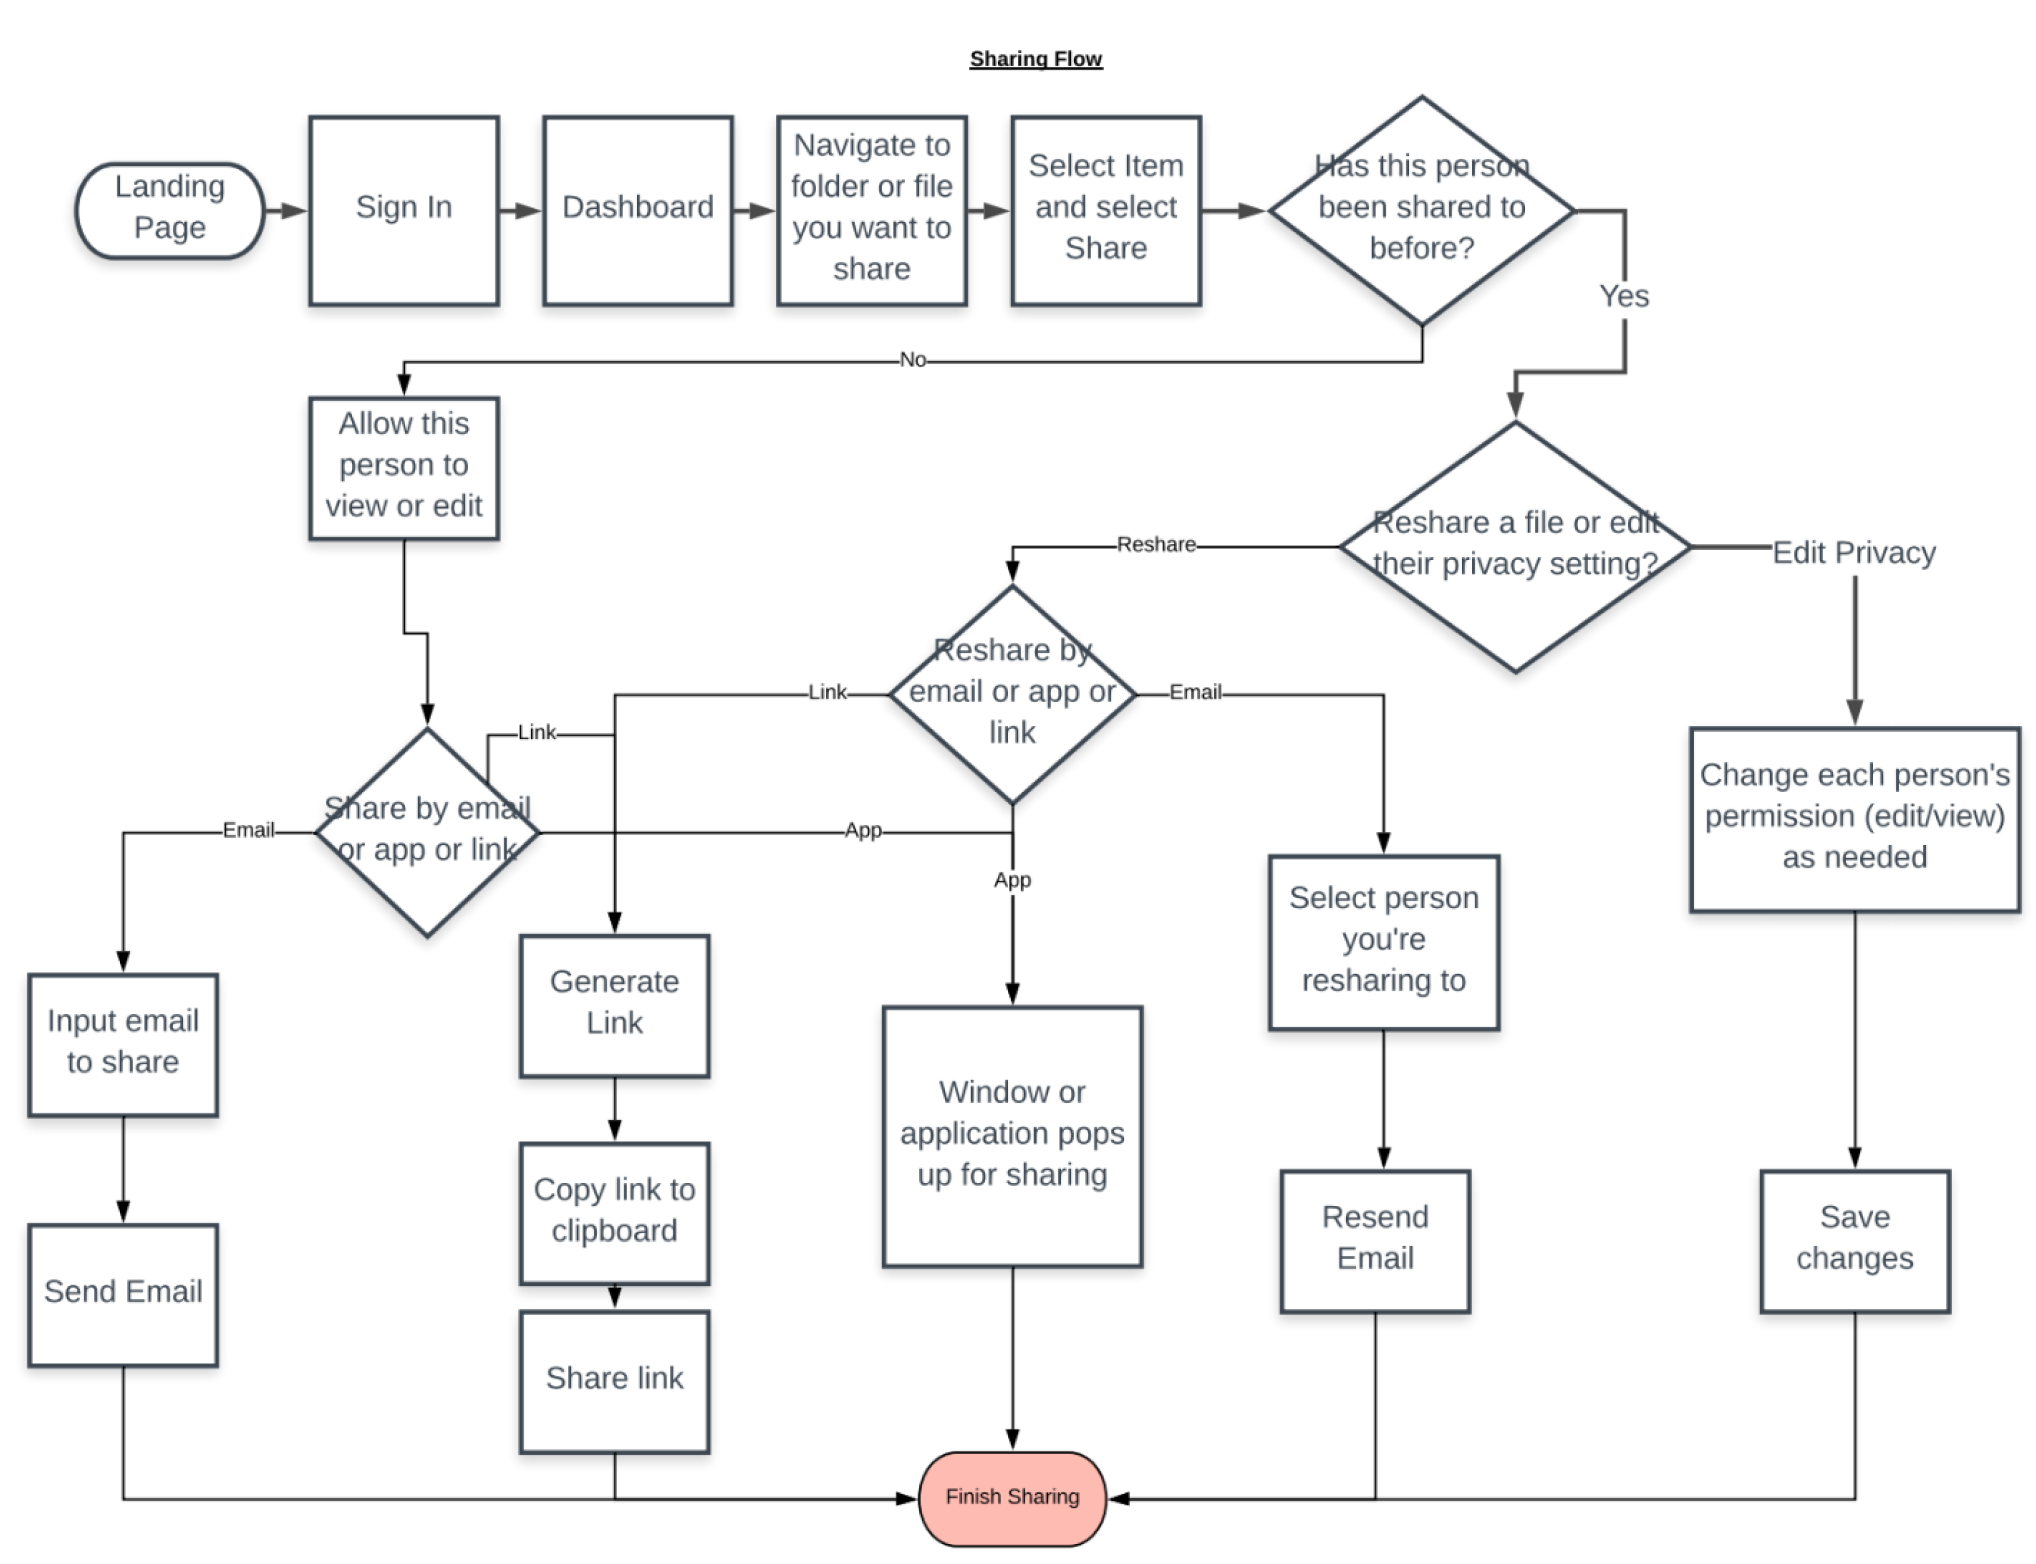 Sharing Flow
Landing
Page
Sign In
Dashboard
Navigate to
folder or file
you want to
share
Select Item
and select
Share
Has this person
been shared to
before?
Yes
No
Allow this
person to
view or edit
Reshare a file or edit
their privacy setting?
Reshare
Edit Privacy
Reshare by
email or app or
link
Link
Email
Link
Share by email
or app or link
Email
App
App
Change each person's
permission (edit/view)
as needed
Select person
you're
resharing to
Generate
Link
Input email
to share
Window or
application pops
up for sharing
Copy link to
clipboard
Resend
Email
Save
changes
Send Email
Share link
Finish Sharing